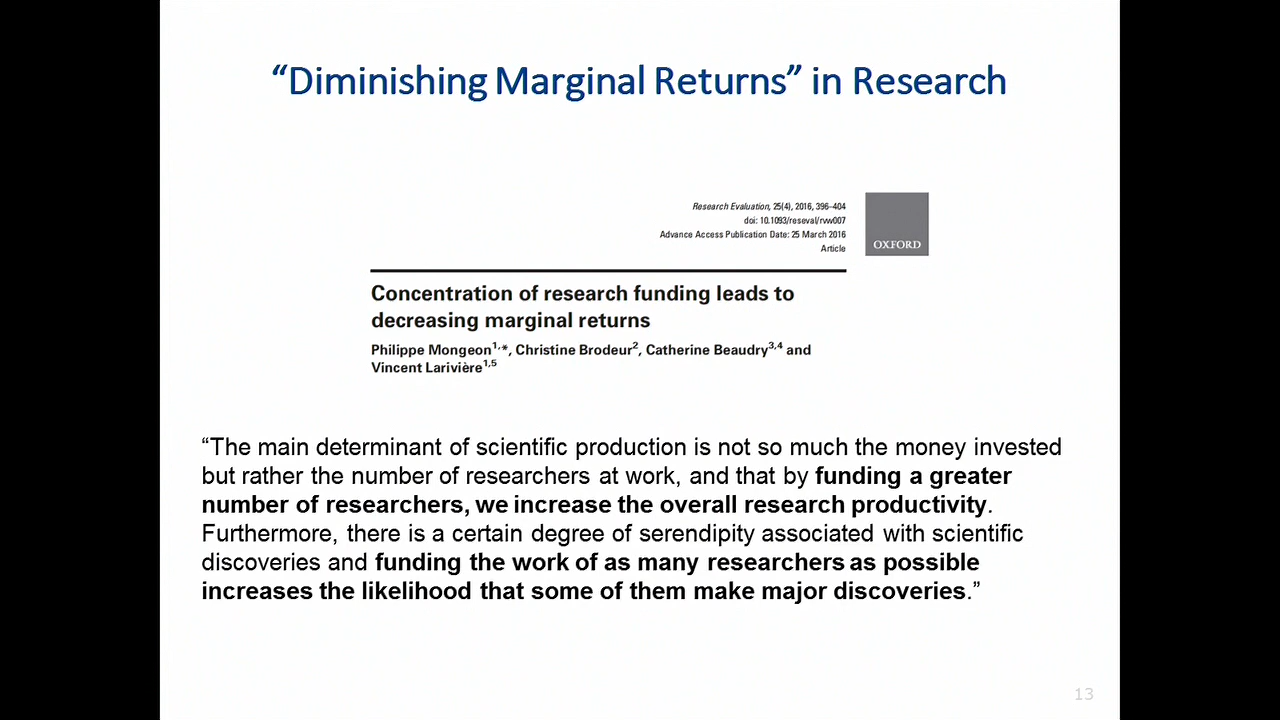 “Diminishing Marginal Returns” in Research
Research Evaluation, 25(4), 2016, 396–404
doi: 10.1093/reseval/rvw007
Advance Access Publication Date: 25 March 2016
Article
OXFORD
Concentration of research funding leads to
decreasing marginal returns
Philippe Mongeon1,*, Christine Brodeur2, Catherine Beaudry3,4 and
Vincent Larivière1,5
“The main determinant of scientific production is not so much the money invested
but rather the number of researchers at work, and that by funding a greater
number of researchers, we increase the overall research productivity.
Furthermore, there is a certain degree of serendipity associated with scientific
discoveries and funding the work of as many researchers as possible
increases the likelihood that some of them make major discoveries.”
13